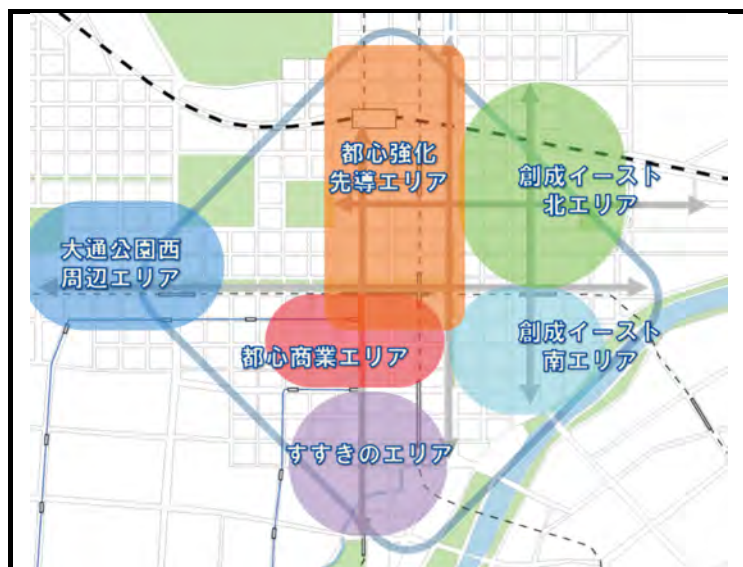 都心強化
先導エリア
創成イースト
北エリア
大通公園西
周辺エリア
都心商業エリア
創成イースト
南エリア
すすきのエリア